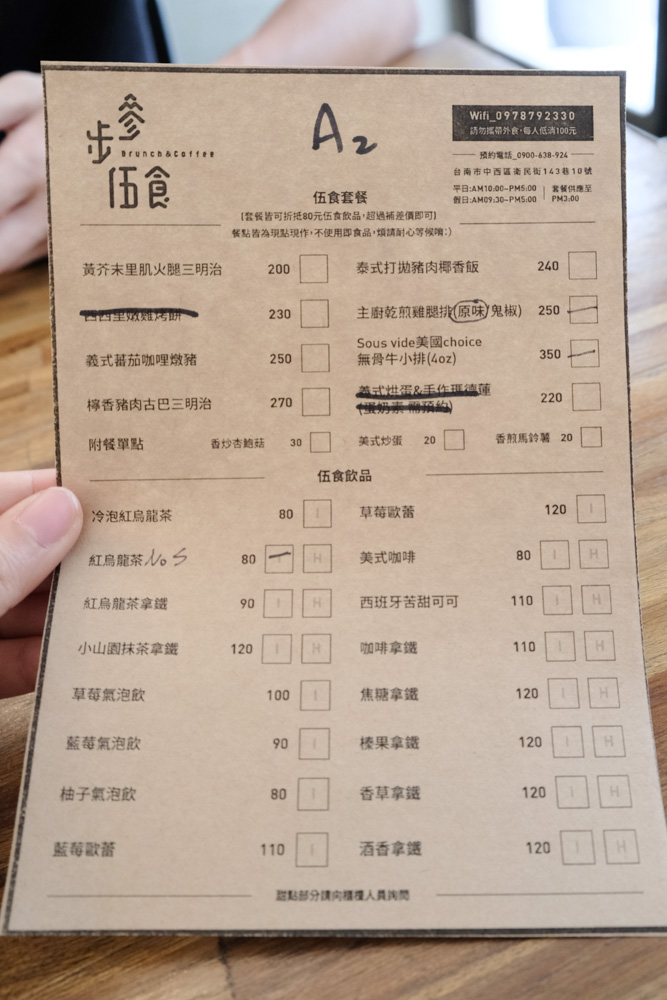 步參
伍食
Brunch&Coffee
A2
Wifi_0978792330
請勿攜帶外食,每人低消100元
預約電話_0900-638-924
台南市中西區衛民街143巷10號
平日:AM10:00~PM5:00
假日:AM09:30~PM5:00
套餐供應至
PM3:00
伍食套餐
(套餐皆可折抵80元伍食飲品,超過補差價即可)
餐點皆為現點現作,不使用即食品,煩請耐心等候唷:)
黃芥末里肌火腿三明治 200
泰式打拋豬肉椰香飯 240
西西里嫩雞烤餅 230
主廚乾煎雞腿排(原味/鬼椒) 250
義式蕃茄咖哩燉豬 250
Sous vide美國choice
無骨牛小排(4oz) 350
檸香豬肉古巴三明治 270
義式烘蛋&手作瑪德蓮
(蛋奶素 需預約) 220
附餐單點 香炒杏鮑菇 30 美式炒蛋 20 香煎馬鈴薯 20
伍食飲品
冷泡紅烏龍茶 80 I
草莓歐蕾 120 I
紅烏龍茶 No S 80 I H
美式咖啡 80 I H
紅烏龍茶拿鐵 90 I H
西班牙苦甜可可 110 I H
小山園抹茶拿鐵 120 I H
咖啡拿鐵 110 I H
草莓氣泡飲 100 I
焦糖拿鐵 120 I H
藍莓氣泡飲 90 I
榛果拿鐵 120 I H
柚子氣泡飲 80 I
香草拿鐵 120 I H
藍莓歐蕾 110 I
酒香拿鐵 120 I H
甜點部分請向櫃檯人員詢問